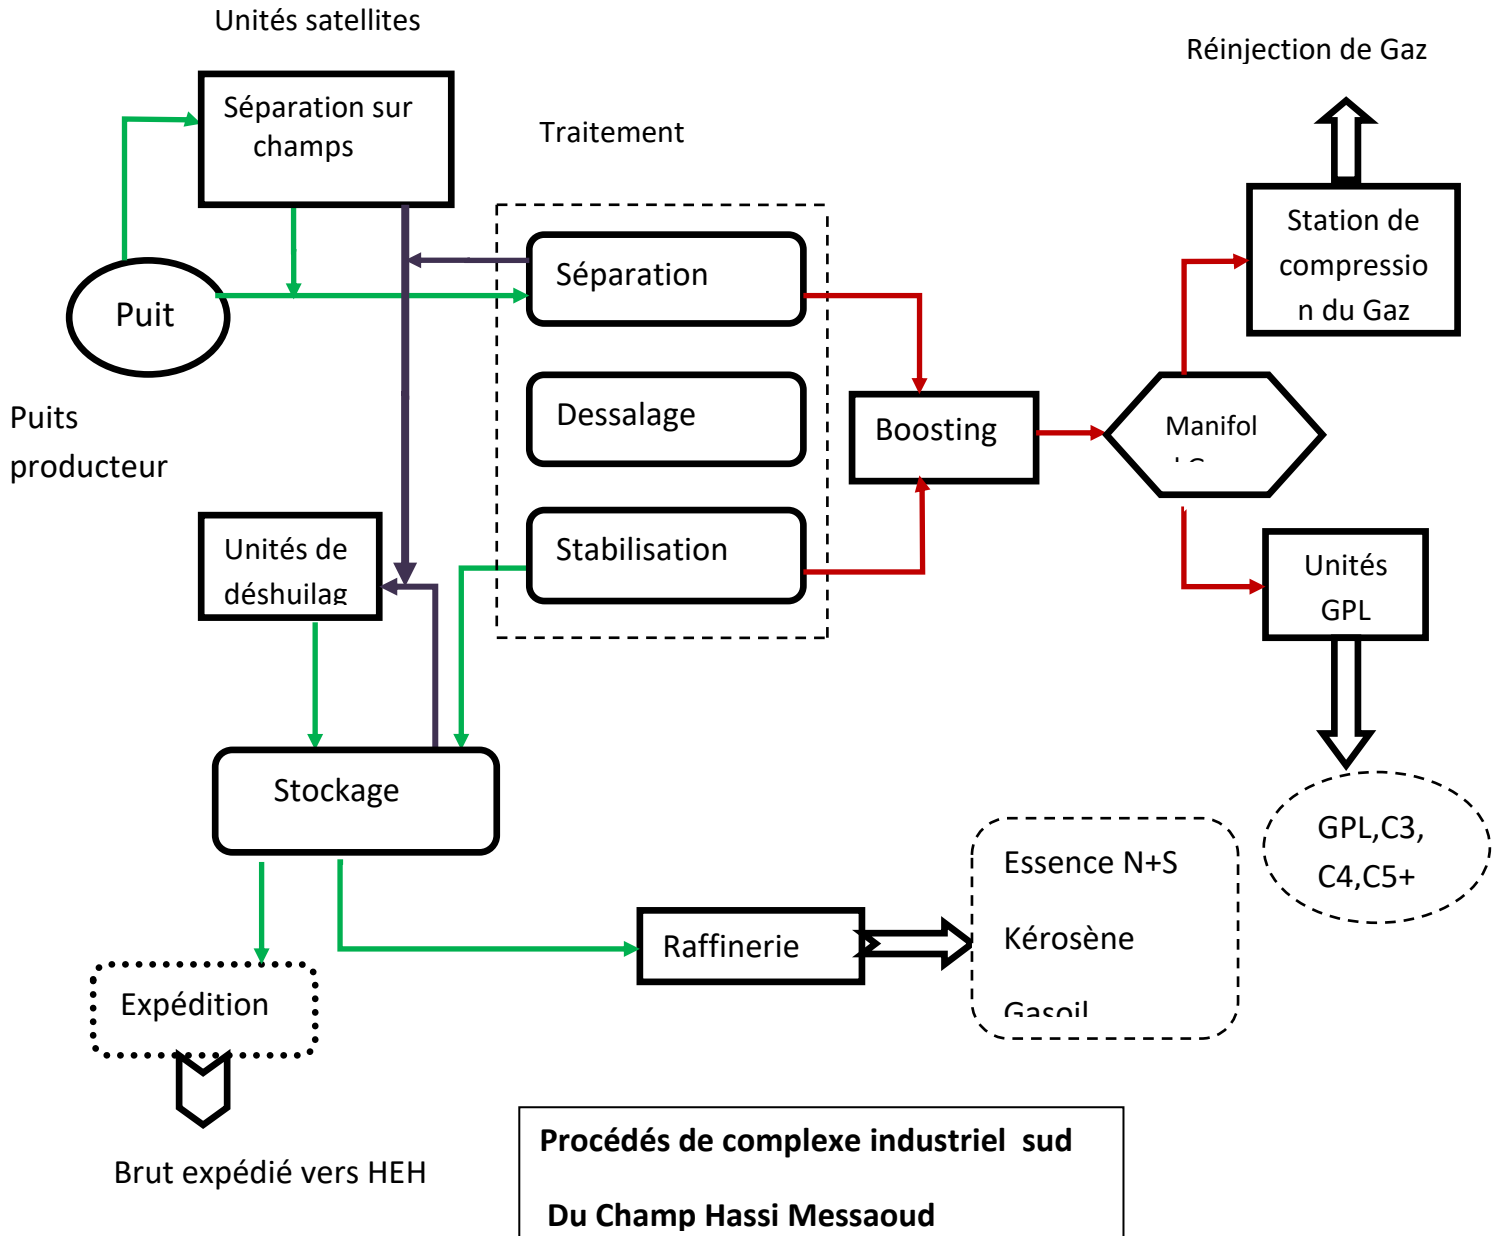 Unités satellites
Réinjection de Gaz
Séparation sur
champs
Traitement
Station de
compressio
n du Gaz
Séparation
Puit
Puits
producteur
Dessalage
Boosting
Manifol
Unités de
déshuilag
Stabilisation
Unités
GPL
Stockage
GPL,C3,
C4,C5+
Essence N+S
Kérosène
Gasoil
Raffinerie
Expédition
Brut expédié vers HEH
Procédés de complexe industriel sud
Du Champ Hassi Messaoud